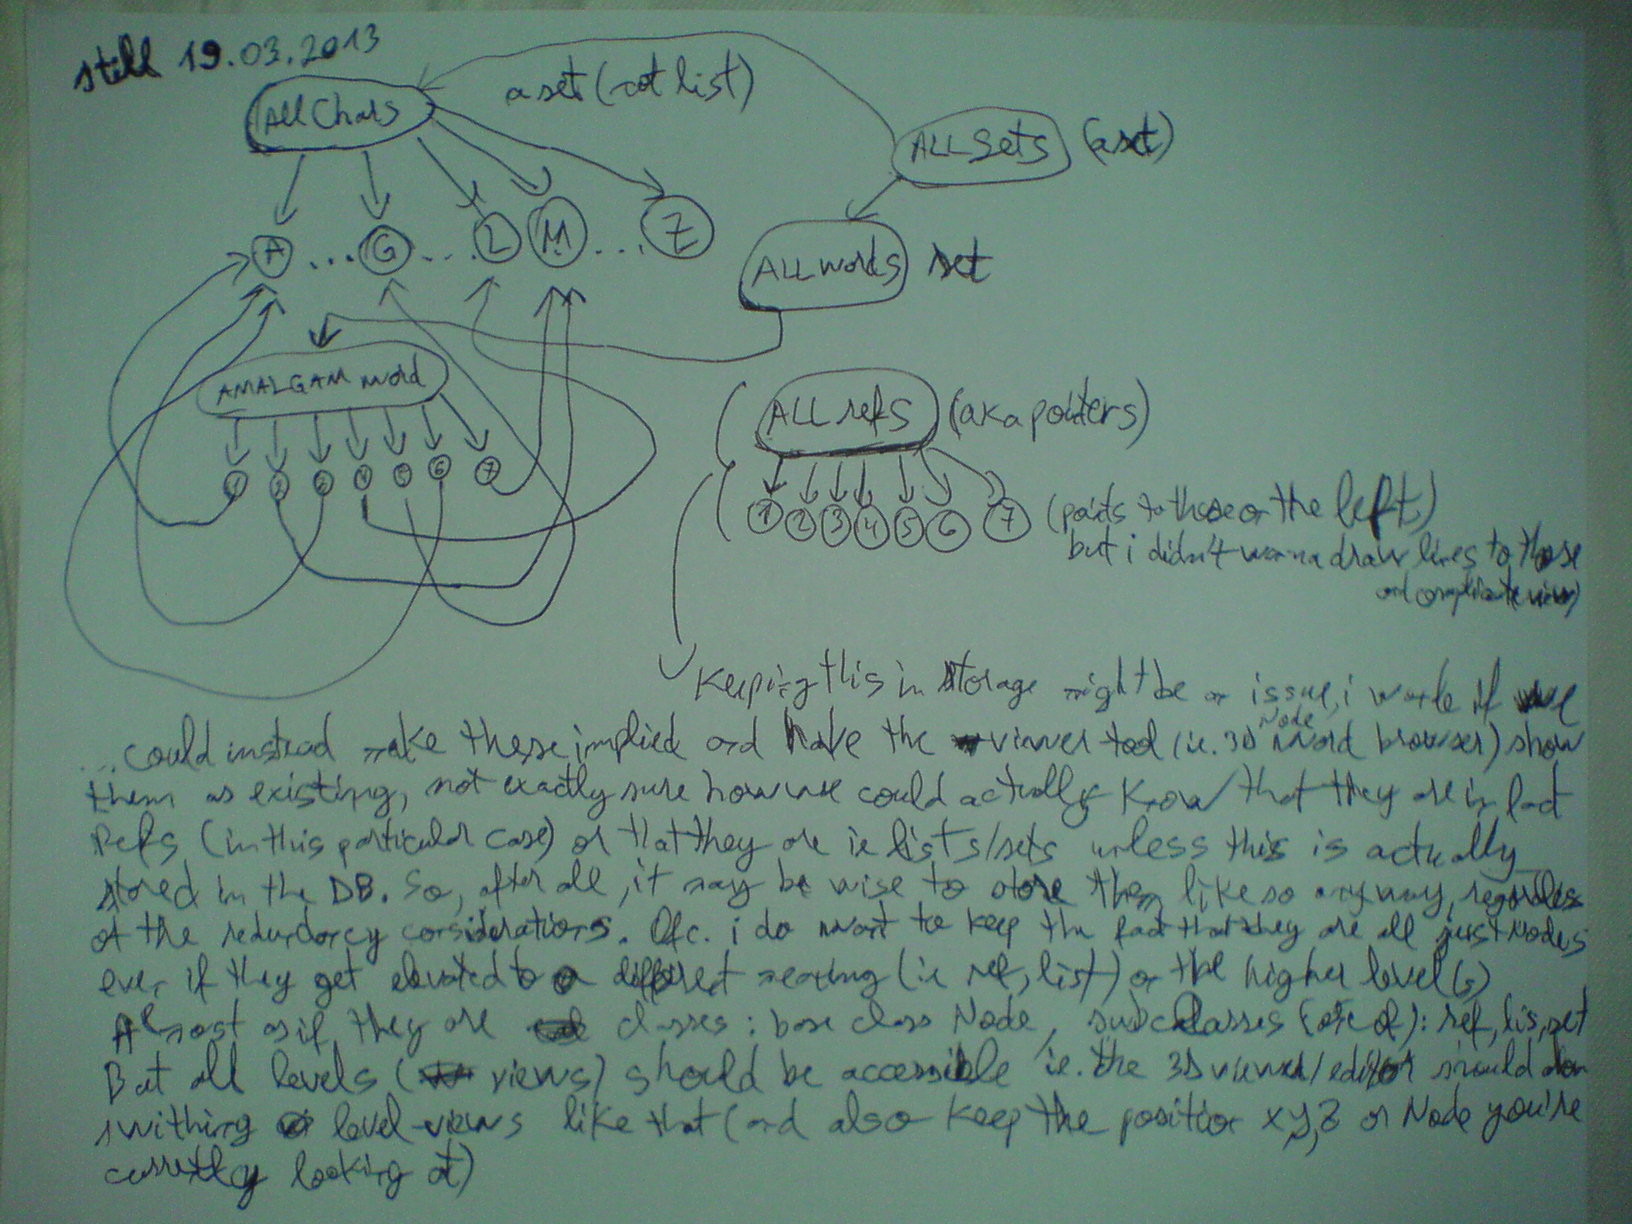 still 19.03.2013
AllChars
a set (not list)
ALL Sets (a set)
A ... G ... L M ... Z
ALL words set
AMALGAM word
1 2 3 4 5 6 7
ALL refs (aka pointers)
1 2 3 4 5 6 7
(points to those on the left)
but i didn't wanna draw lines to those
and complicate view)
Keeping this in storage might be an issue, i wonder if we
...could instead make these implied and have the viewer tool (ie. 3D Node Word browser) show
them as existing, not exactly sure how we could actually know that they are in fact
Refs (in this particular case) or that they are ie lists/sets unless this is actually
stored in the DB. So, after all, it may be wise to store them like so anyway, regardless
of the redundancy considerations. Ofc. i do want to keep the fact that they are all just Nodes
even if they get elevated to a different meaning (ie ref, list) on the higher level(s)
Almost as if they are classes: base class Node, subclasses (one of): ref, lis, set
But all levels (views) should be accessible ie. the 3D viewer/editor should allow
swithing level-views like that (and also keep the position x,y,z or Node you're
currently looking at)